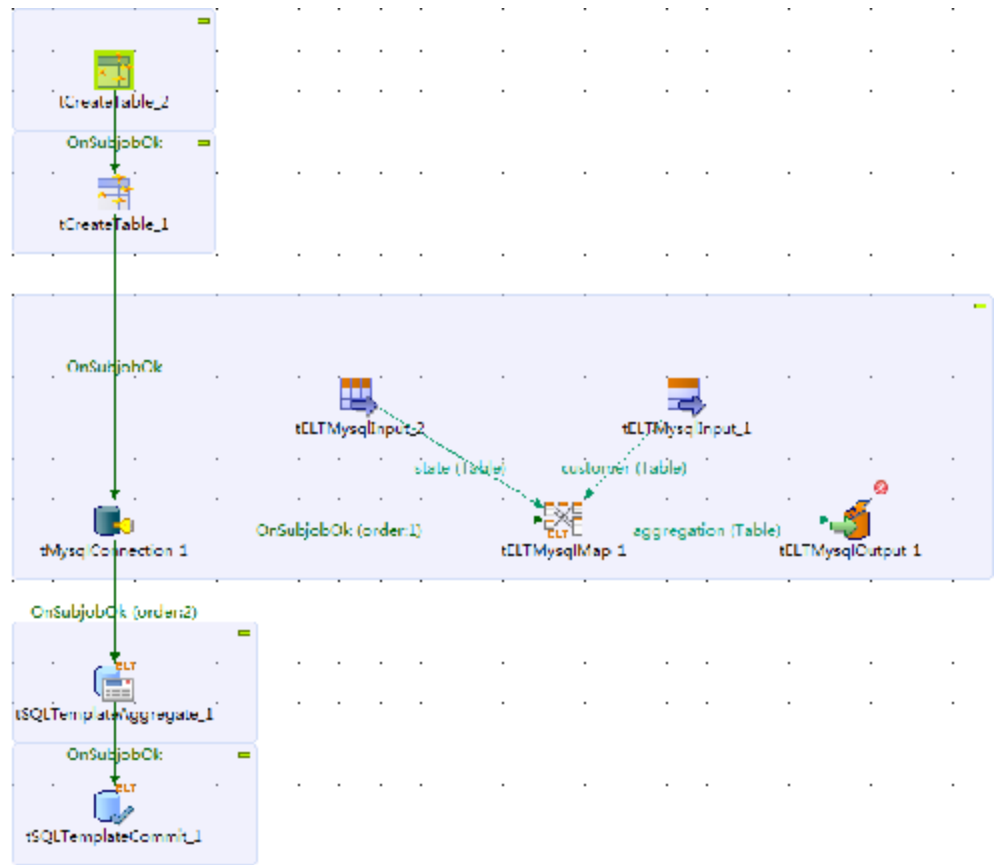 tCreateTable_2
OnSubjobOk
tCreateTable_1
OnSubjobOk
tELTMysqlInput_2
tELTMysqlInput_1
state (Table)
customer (Table)
tMysqlConnection_1
OnSubjobOk (order:1)
ELT
tELTMysqlMap_1
aggregation (Table)
tELTMysqlOutput_1
OnSubjobOk (order:2)
ELT
tSQLTemplateAggregate_1
OnSubjobOk
ELT
tSQLTemplateCommit_1